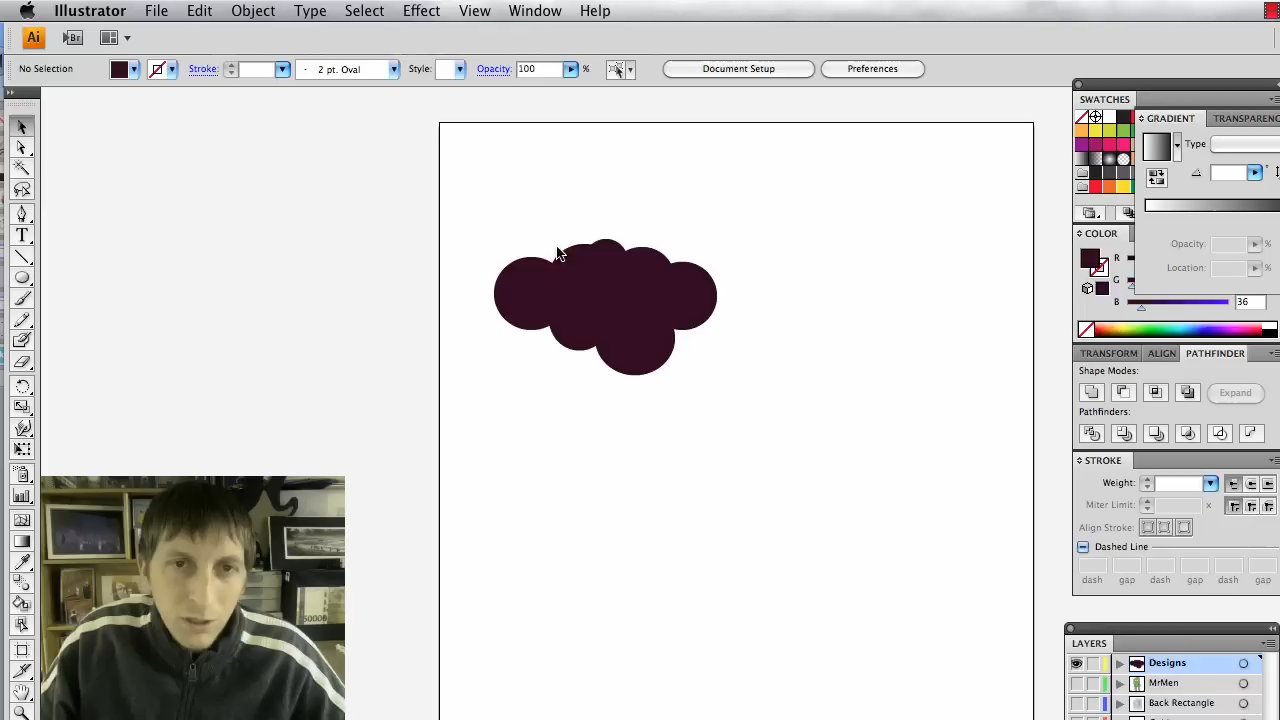 Illustrator File Edit Object Type Select Effect View Window Help
Ai Br
No Selection Stroke: 2 pt. Oval Style: Opacity: 100 % Document Setup Preferences
SWATCHES
GRADIENT TRANSPARENC
Type
°
COLOR
R
G
Opacity: %
Location: %
B 36
TRANSFORM ALIGN PATHFINDER
Shape Modes:
Expand
Pathfinders:
STROKE
Weight:
Miter Limit: x
Align Stroke:
Dashed Line
dash gap dash gap dash gap
50000
LAYERS
Designs
MrMen
Back Rectangle